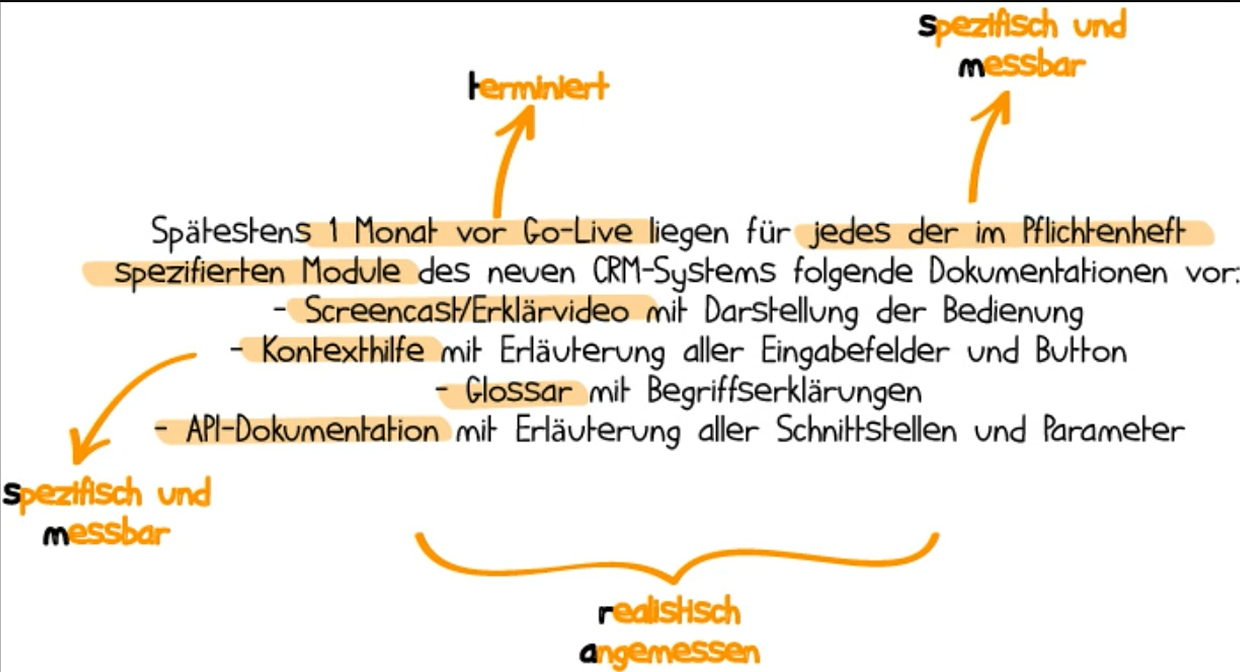 spezifisch und
messbar
terminiert
Spätestens 1 Monat vor Go-Live liegen für jedes der im Pflichtenheft
spezifierten Module des neuen CRM-Systems folgende Dokumentationen vor:
- Screencast/Erklärvideo mit Darstellung der Bedienung
- Kontexthilfe mit Erläuterung aller Eingabefelder und Button
- Glossar mit Begriffserklärungen
- API-Dokumentation mit Erläuterung aller Schnittstellen und Parameter
spezifisch und
messbar
realistisch
angemessen